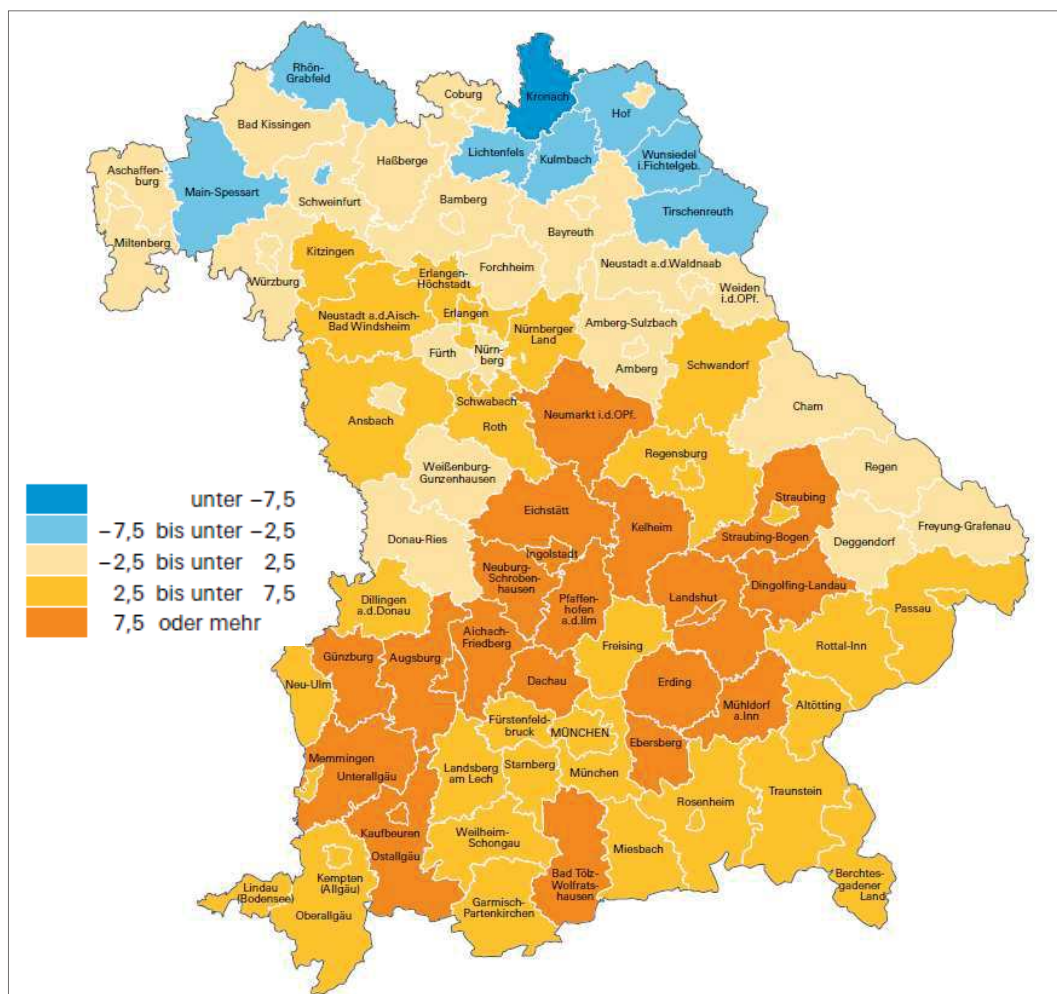 Rhön-
Grabfeld
Coburg
Kronach
Hof
Bad Kissingen
Lichtenfels
Kulmbach
Wunsiedel
i.Fichtelgeb.
Haßberge
Aschaffen-
burg
Main-Spessart
Schweinfurt
Bamberg
Tirschenreuth
Miltenberg
Bayreuth
Kitzingen
Würzburg
Forchheim
Neustadt a.d.Waldnaab
Erlangen-
Höchstadt
Weiden
i.d.OPf.
Neustadt a.d.Aisch-
Bad Windsheim
Erlangen
Nürnberger
Land
Amberg-Sulzbach
Fürth
Nürn-
berg
Amberg
Schwandorf
Schwabach
Ansbach
Roth
Neumarkt i.d.OPf.
Cham
Regensburg
Weißenburg-
Gunzenhausen
Regen
Straubing
Eichstätt
Kelheim
Freyung-Grafenau
Donau-Ries
Straubing-Bogen
Deggendorf
Ingolstadt
Neuburg-
Schroben-
hausen
Dingolfing-Landau
Dillingen
a.d.Donau
Pfaffen-
hofen
a.d.Ilm
Landshut
Passau
Aichach-
Friedberg
Freising
Rottal-Inn
Günzburg
Augsburg
Neu-Ulm
Dachau
Erding
Mühldorf
a.Inn
Altötting
Fürstenfeld-
bruck
MÜNCHEN
Ebersberg
Memmingen
Unterallgäu
Landsberg
am Lech
Starnberg
München
Rosenheim
Traunstein
Kaufbeuren
Ostallgäu
Weilheim-
Schongau
Miesbach
Bad Tölz-
Wolfrats-
hausen
Berchtes-
gadener
Land
Kempten
(Allgäu)
Lindau
(Bodensee)
Oberallgäu
Garmisch-
Partenkirchen
unter −7,5
−7,5 bis unter −2,5
−2,5 bis unter 2,5
2,5 bis unter 7,5
7,5 oder mehr